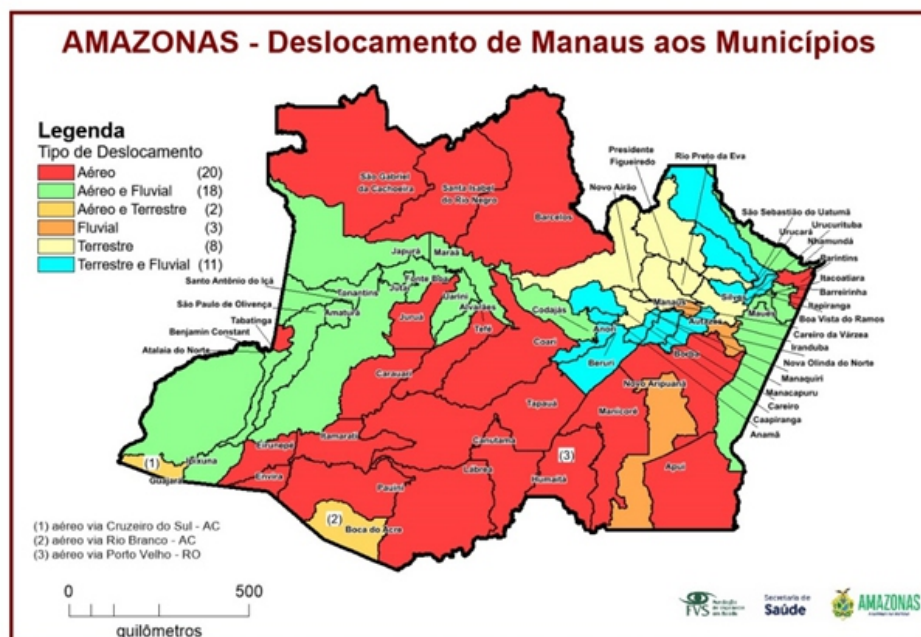 AMAZONAS - Deslocamento de Manaus aos Municípios
Legenda
Tipo de Deslocamento
Aéreo (20)
Aéreo e Fluvial (18)
Aéreo e Terrestre (2)
Fluvial (3)
Terrestre (8)
Terrestre e Fluvial (11)
Presidente
Figueiredo
Rio Preto da Eva
Novo Airão
São Gabriel
da Cachoeira
Santa Isabel
do Rio Negro
Barcelos
São Sebastião do Uatumã
Urucará
Urucurituba
Nhamundá
Parintins
Itacoatiara
Barreirinha
Itapiranga
Boa Vista do Ramos
Careiro da Várzea
Iranduba
Nova Olinda do Norte
Manaquiri
Manacapuru
Careiro
Caapiranga
Anamã
Japurá
Maraã
Santo Antônio do Içá
Fonte Boa
Jutaí
Tonantins
Uarini
Alvarães
São Paulo de Olivença
Amaturá
Tabatinga
Benjamin Constant
Atalaia do Norte
Juruá
Tefé
Codajás
Coari
Anori
Manaus
Silves
Maués
Autazes
Borba
Beruri
Novo Aripuanã
Carauari
Tapauá
Manicoré
Itamarati
Canutama
Eirunepé
Ipixuna
(1)
Guajará
Envira
Lábrea
(3)
Humaitá
Apuí
Pauini
(2)
Boca do Acre
(1) aéreo via Cruzeiro do Sul - AC
(2) aéreo via Rio Branco - AC
(3) aéreo via Porto Velho - RO
0 500
quilômetros
FVS
Secretaria de
Saúde
AMAZONAS